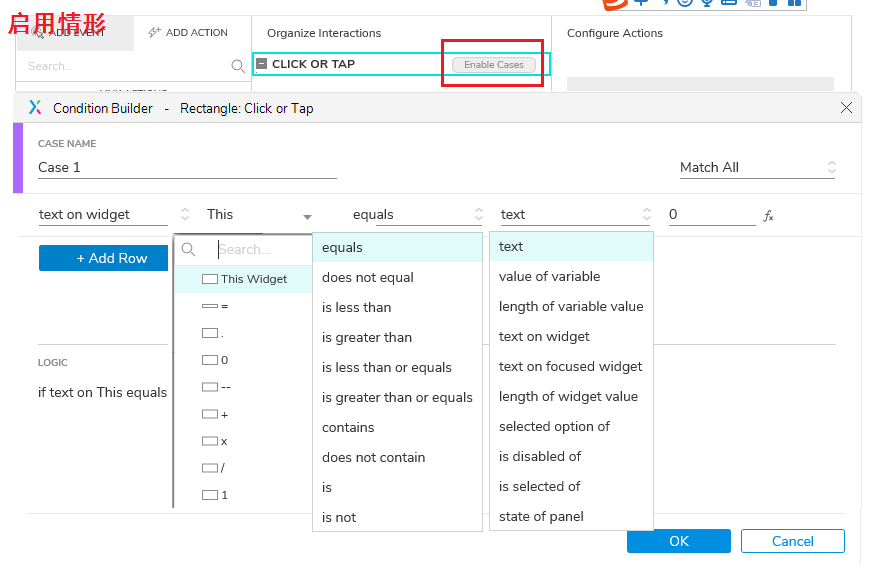 启用情形
ADD EVENT
ADD ACTION
Organize Interactions
Configure Actions
Search...
CLICK OR TAP
Enable Cases
Condition Builder - Rectangle: Click or Tap
CASE NAME
Case 1
Match All
text on widget
This
equals
text
0
fx
+ Add Row
Search...
This Widget
=
.
0
--
+
x
/
1
equals
does not equal
is less than
is greater than
is less than or equals
is greater than or equals
contains
does not contain
is
is not
text
value of variable
length of variable value
text on widget
text on focused widget
length of widget value
selected option of
is disabled of
is selected of
state of panel
LOGIC
if text on This equals
OK
Cancel